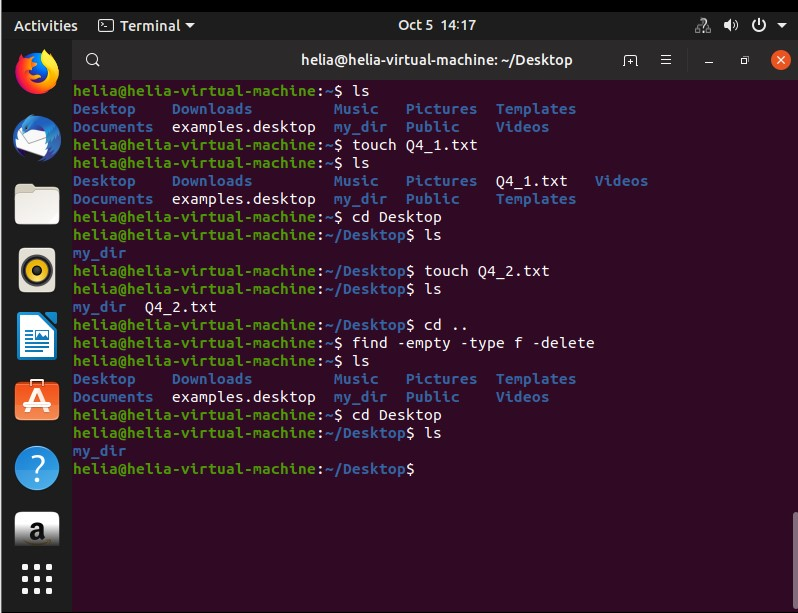 Activities Terminal Oct 5 14:17
helia@helia-virtual-machine: ~/Desktop
helia@helia-virtual-machine:~$ ls
Desktop Downloads Music Pictures Templates
Documents examples.desktop my_dir Public Videos
helia@helia-virtual-machine:~$ touch Q4_1.txt
helia@helia-virtual-machine:~$ ls
Desktop Downloads Music Pictures Q4_1.txt Videos
Documents examples.desktop my_dir Public Templates
helia@helia-virtual-machine:~$ cd Desktop
helia@helia-virtual-machine:~/Desktop$ ls
my_dir
helia@helia-virtual-machine:~/Desktop$ touch Q4_2.txt
helia@helia-virtual-machine:~/Desktop$ ls
my_dir Q4_2.txt
helia@helia-virtual-machine:~/Desktop$ cd ..
helia@helia-virtual-machine:~$ find -empty -type f -delete
helia@helia-virtual-machine:~$ ls
Desktop Downloads Music Pictures Templates
Documents examples.desktop my_dir Public Videos
helia@helia-virtual-machine:~$ cd Desktop
helia@helia-virtual-machine:~/Desktop$ ls
my_dir
helia@helia-virtual-machine:~/Desktop$